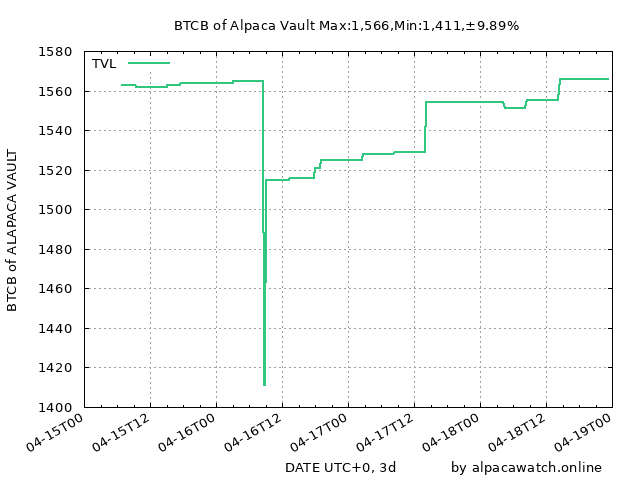 BTCB of Alpaca Vault Max:1,566,Min:1,411,±9.89%
1580
TVL
1560
1540
1520
1500
1480
1460
1440
1420
1400
BTCB of ALAPACA VAULT
04-15T00
04-15T12
04-16T00
04-16T12
04-17T00
04-17T12
04-18T00
04-18T12
04-19T00
DATE UTC+0, 3d
by alpacawatch.online